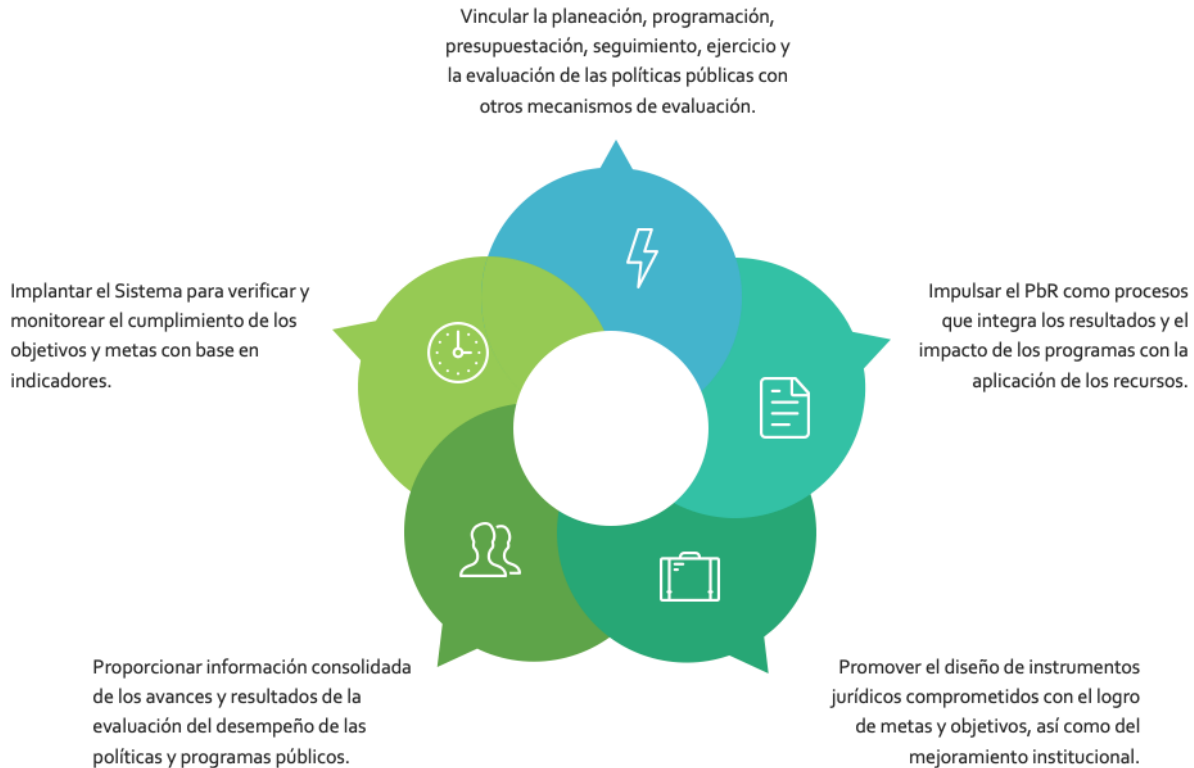 Vincular la planeación, programación,
presupuestación, seguimiento, ejercicio y
la evaluación de las políticas públicas con
otros mecanismos de evaluación.
Implantar el Sistema para verificar y
monitorear el cumplimiento de los
objetivos y metas con base en
indicadores.
Impulsar el PbR como procesos
que integra los resultados y el
impacto de los programas con la
aplicación de los recursos.
Proporcionar información consolidada
de los avances y resultados de la
evaluación del desempeño de las
políticas y programas públicos.
Promover el diseño de instrumentos
jurídicos comprometidos con el logro
de metas y objetivos, así como del
mejoramiento institucional.